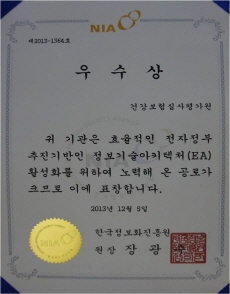 NIA
제2013-1364호
우수상
건강보험심사평가원
귀 기관은 효율적인 전자정부
추진기반인 정보기술아키텍처(EA)
활성화를 위하여 노력해 온 공로가
크므로 이에 표창합니다.
2013년 12월 5일
한국정보화진흥원
원장 장광
NIA